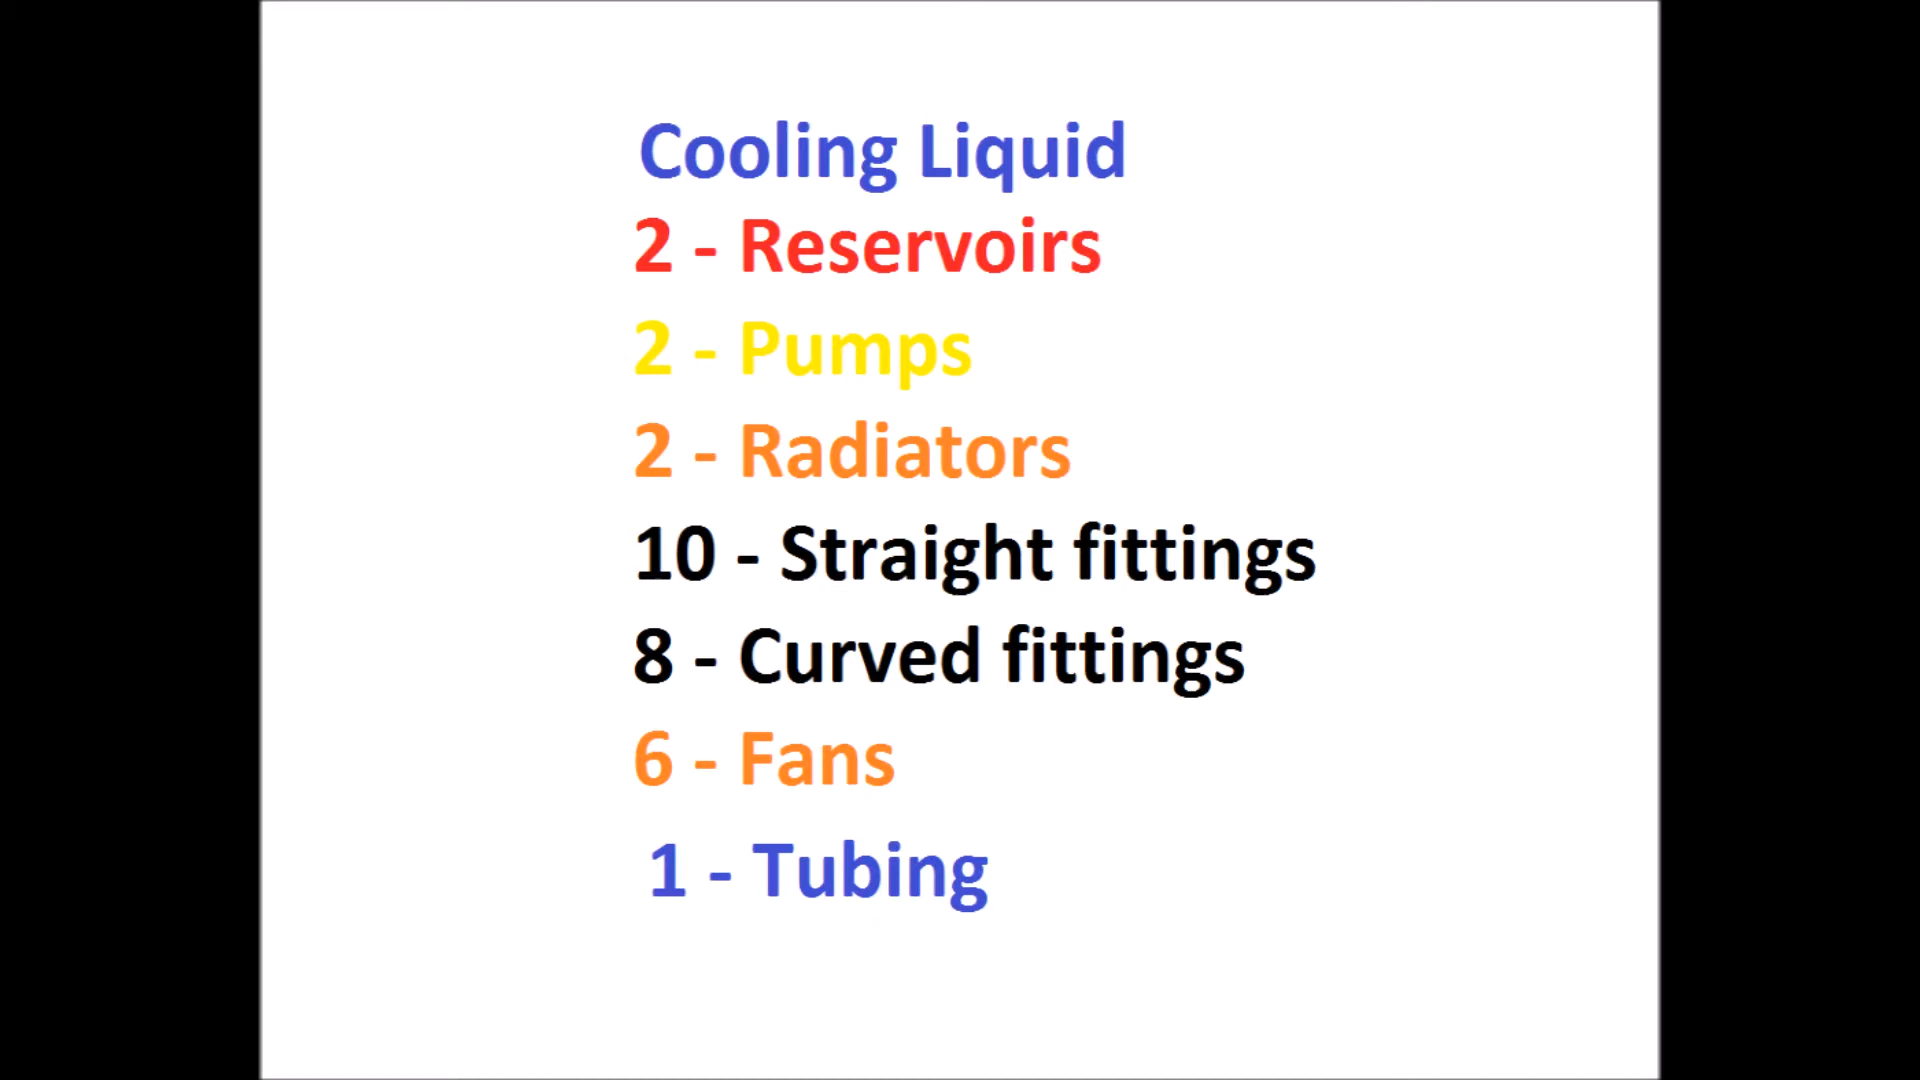 Cooling Liquid
2 - Reservoirs
2 - Pumps
2 - Radiators
10 - Straight fittings
8 - Curved fittings
6 - Fans
1 - Tubing